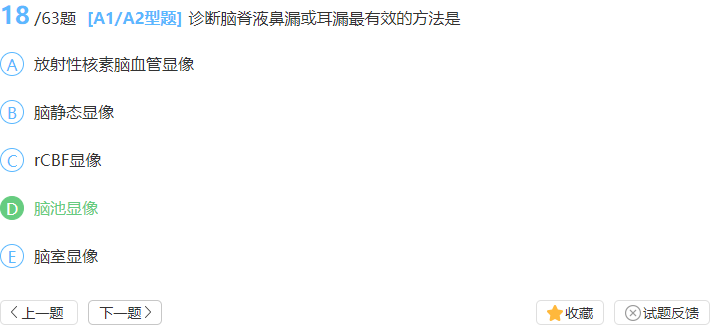 18 /63题 [A1/A2型题] 诊断脑脊液鼻漏或耳漏最有效的方法是
A 放射性核素脑血管显像
B 脑静态显像
C rCBF显像
D 脑池显像
E 脑室显像
上一题 下一题 收藏 试题反馈